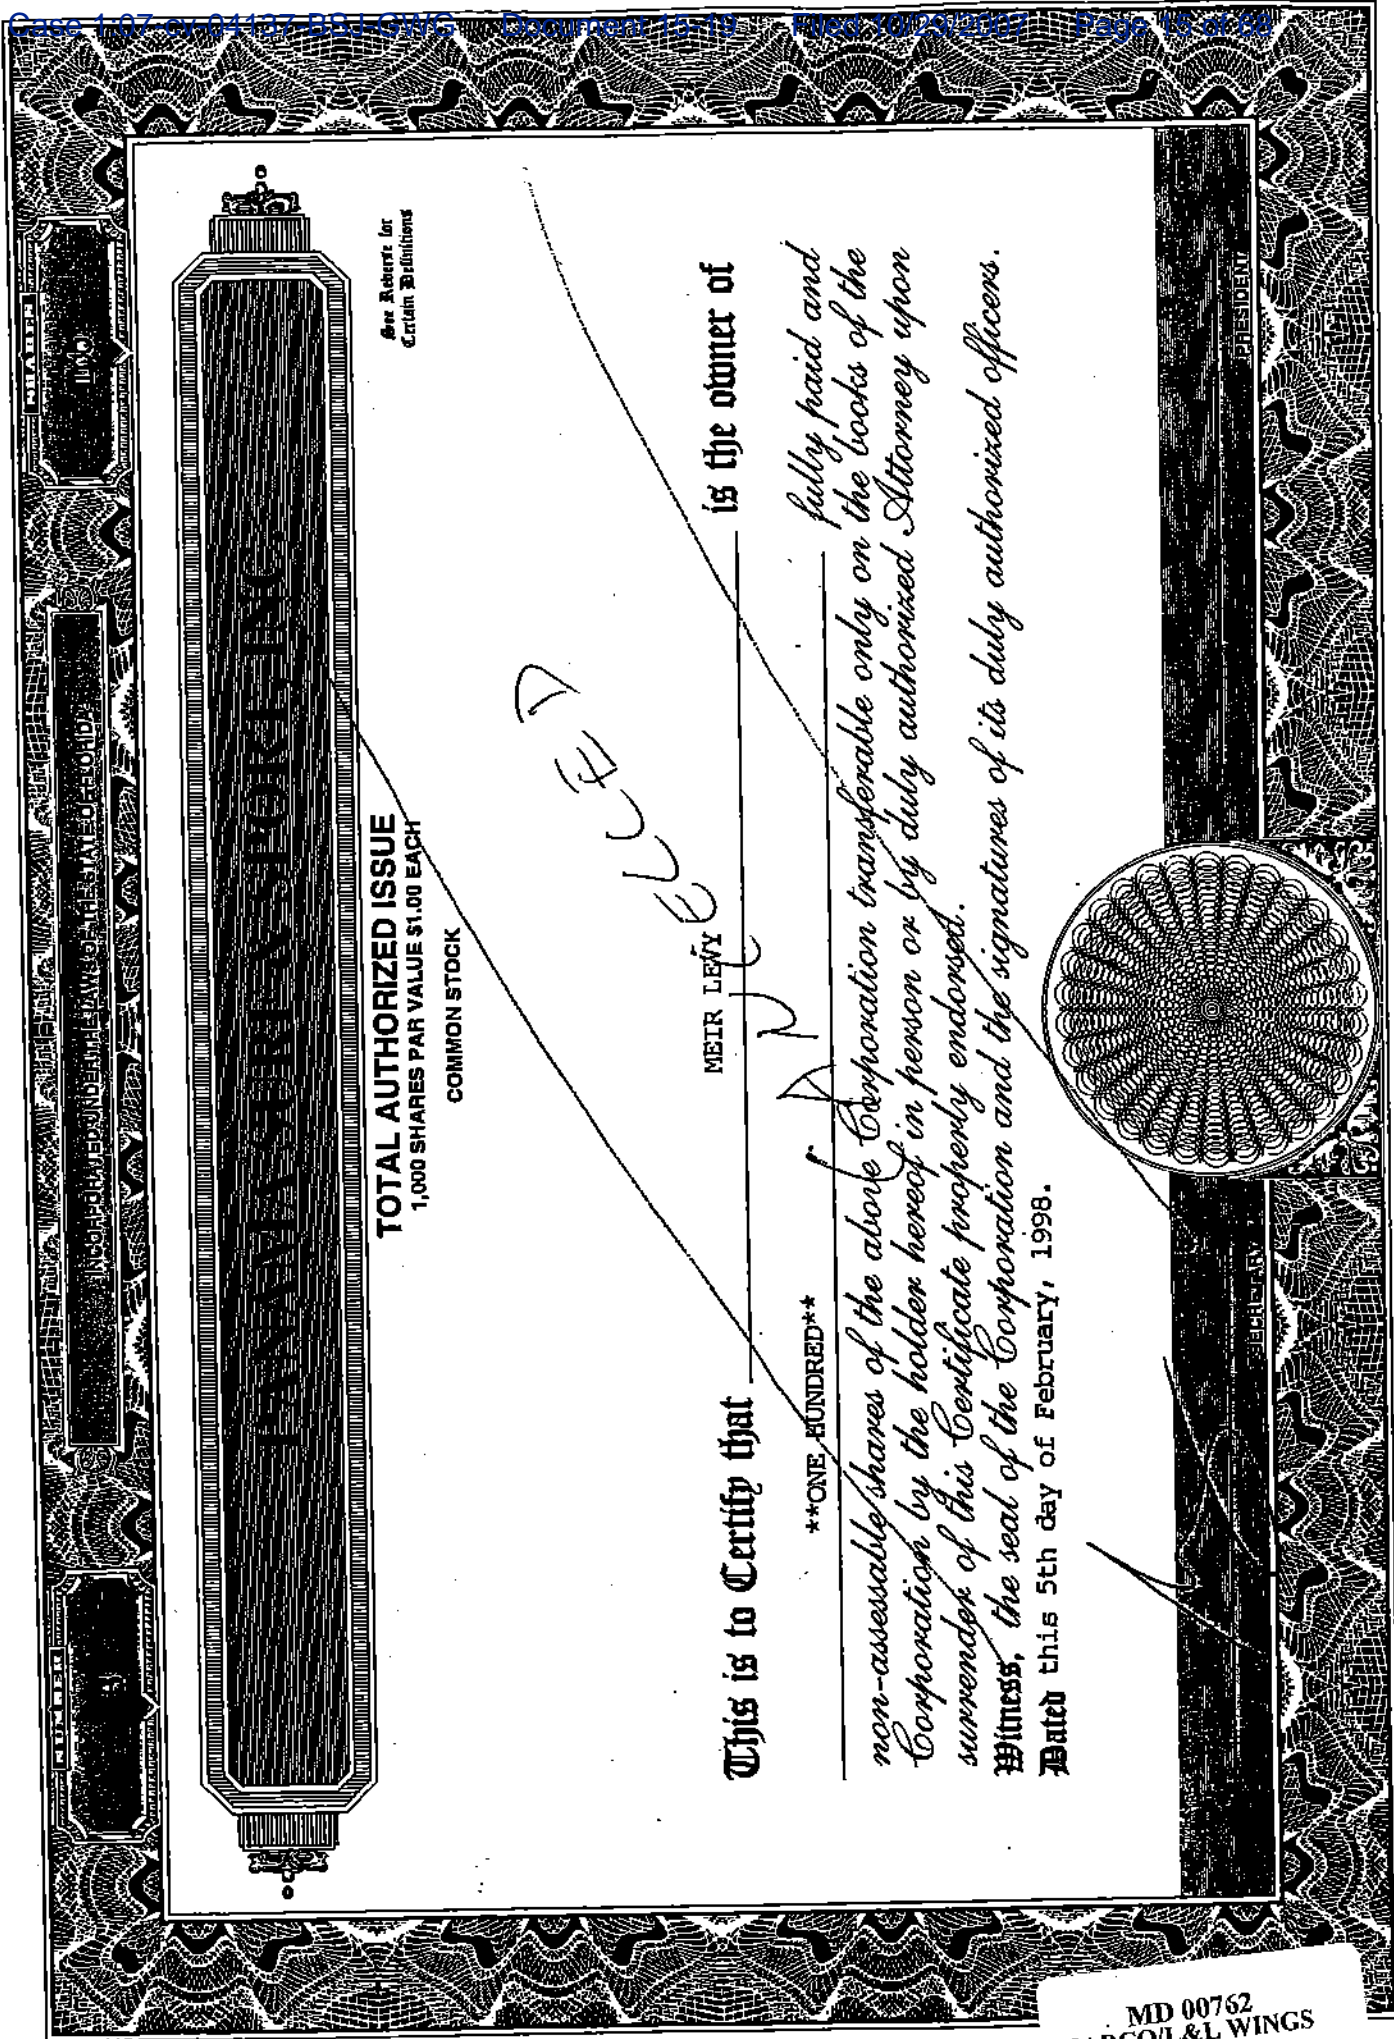 Case 1:07-cv-04137-BSJ-GWG Document 15-19 Filed 10/29/2007 Page 15 of 68
NUMBER
SHARES
INCORPORATED UNDER THE LAWS OF THE STATE OF FLORIDA
See Reverse for
Certain Definitions
TOTAL AUTHORIZED ISSUE
1,000 SHARES PAR VALUE $1.00 EACH
COMMON STOCK
CANCELLED
This is to Certify that MEIR LEVY is the owner of
**ONE HUNDRED** fully paid and
non-assessable shares of the above Corporation transferable only on the books of the
Corporation by the holder hereof in person or by duly authorized Attorney upon
surrender of this Certificate properly endorsed.
Witness, the seal of the Corporation and the signatures of its duly authorized officers.
Dated this 5th day of February, 1998.
SECRETARY
PRESIDENT
MD 00762
L&L WINGS